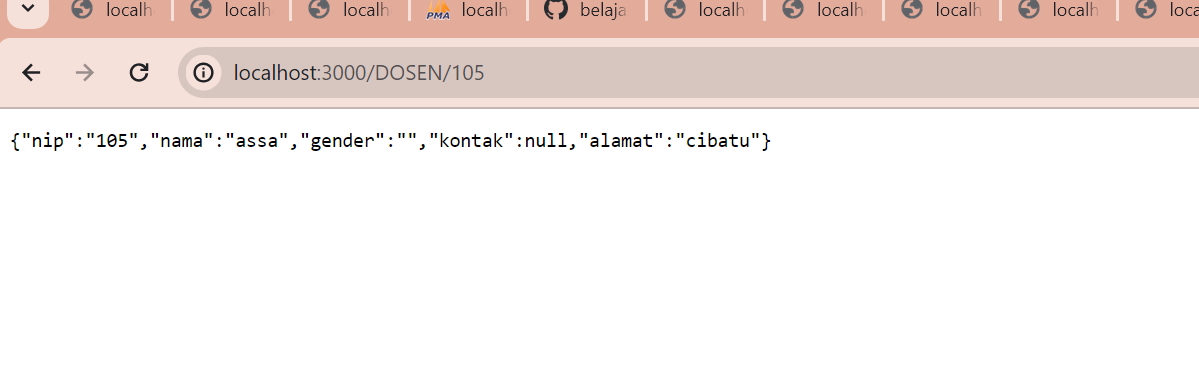 localh localh localh PMA localh belaja localh localh localh localh loca
localhost:3000/DOSEN/105
{"nip":"105","nama":"assa","gender":"","kontak":null,"alamat":"cibatu"}